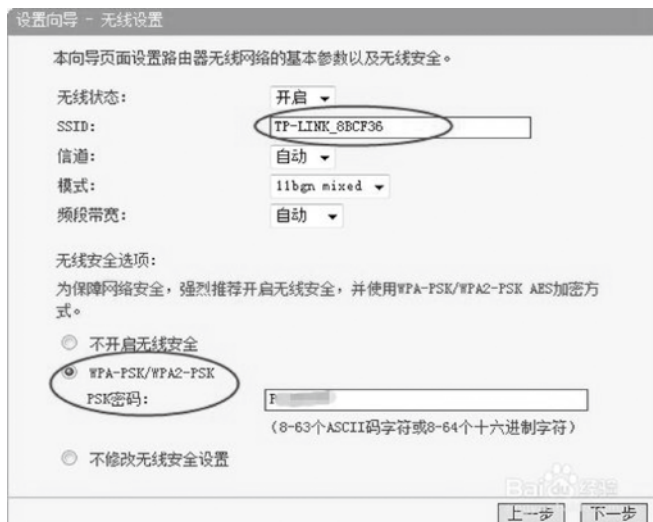 设置向导 - 无线设置
本向导页面设置路由器无线网络的基本参数以及无线安全。
无线状态： 开启
SSID： TP-LINK_8BCF36
信道： 自动
模式： 11bgn mixed
频段带宽： 自动
无线安全选项：
为保障网络安全，强烈推荐开启无线安全，并使用WPA-PSK/WPA2-PSK AES加密方
式。
不开启无线安全
WPA-PSK/WPA2-PSK
PSK密码： P
（8-63个ASCII码字符或8-64个十六进制字符）
不修改无线安全设置
Baidu 经验
上一步 下一步